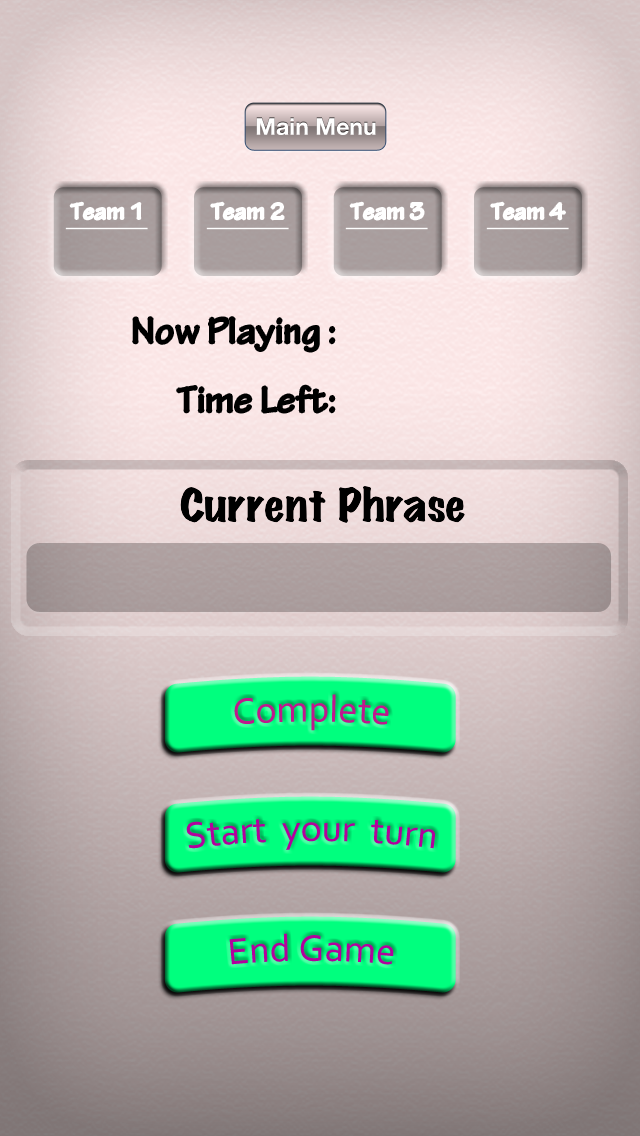 Main Menu
Team 1 Team 2 Team 3 Team 4
Now Playing :
Time Left:
Current Phrase
Complete
Start your turn
End Game